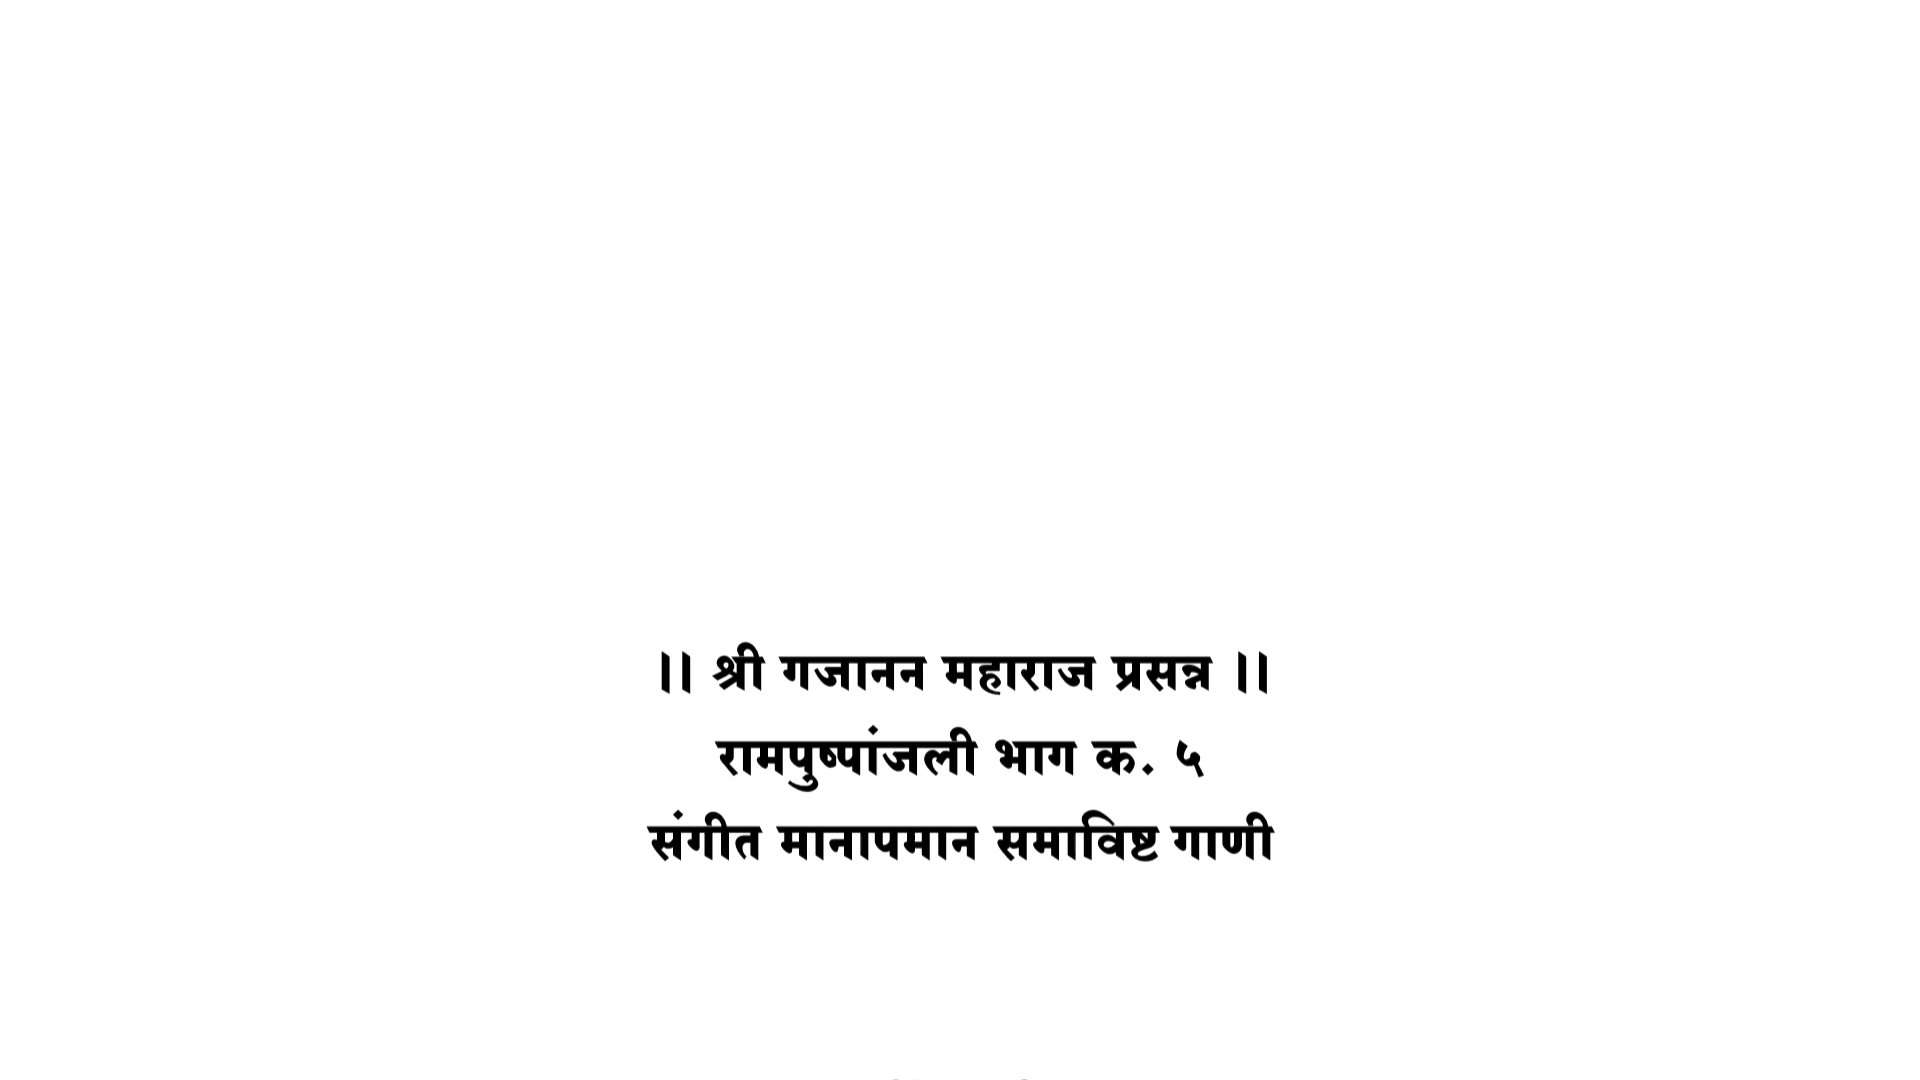 ।। श्री गजानन महाराज प्रसन्न ।।
रामपुष्पांजली भाग क. ५
संगीत मानापमान समाविष्ट गाणी